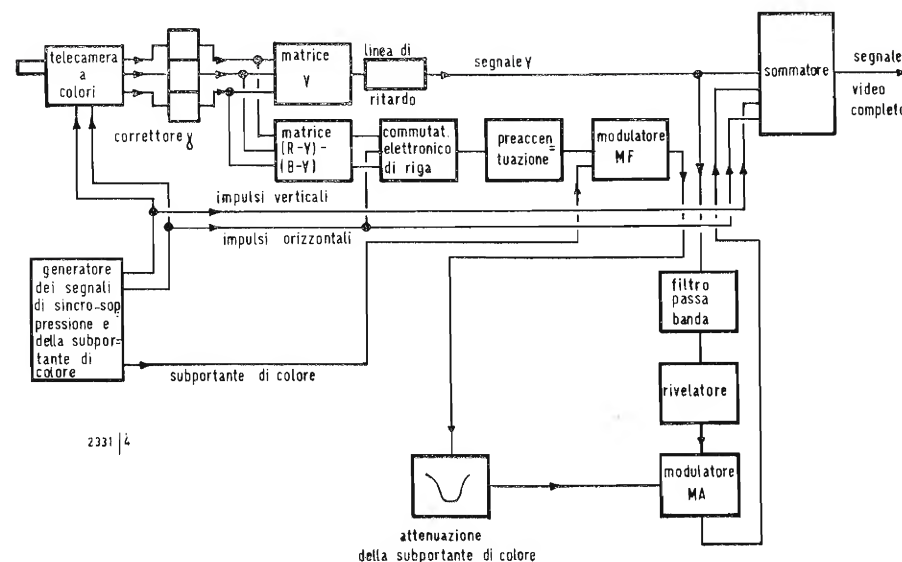 telecamera
a
colori
correttore γ
matrice
Y
linea di
ritardo
segnale Y
sommatore
segnale
video
completo
matrice
(R-Y)-
(B-Y)
commutat.
elettronico
di riga
preaccen=
tuazione
modulatore
MF
impulsi verticali
impulsi orizzontali
generatore
dei segnali
di sincro-sop
pressione e
della subpor=
tante di
colore
subportante di colore
filtro
passa
banda
rivelatore
modulatore
MA
attenuazione
della subportante di colore
2331|4